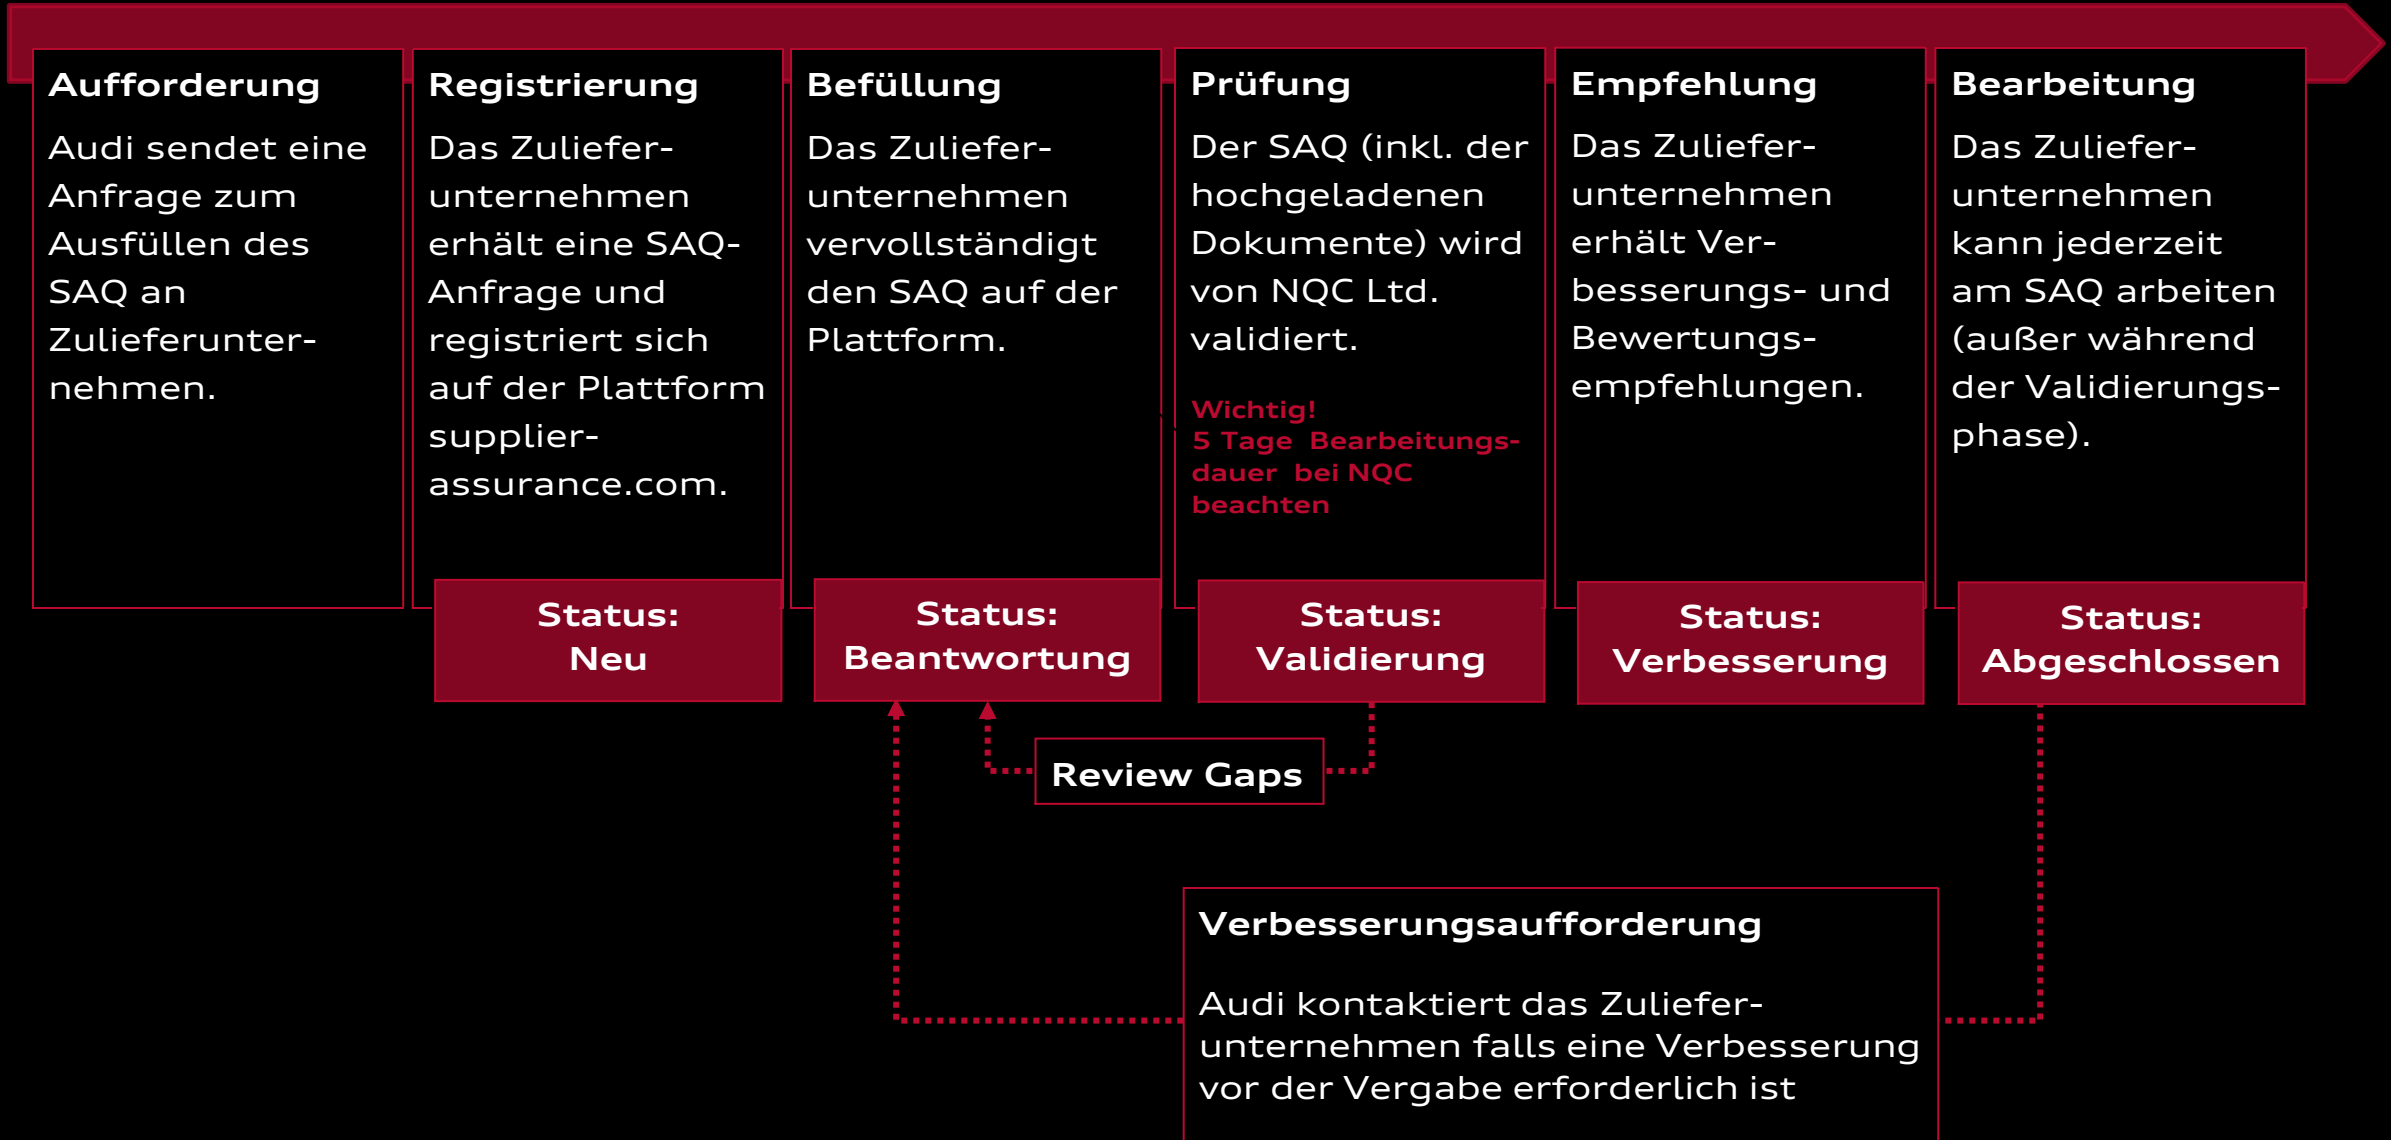 Aufforderung
Audi sendet eine
Anfrage zum
Ausfüllen des
SAQ an
Zulieferunter-
nehmen.
Registrierung
Das Zuliefer-
unternehmen
erhält eine SAQ-
Anfrage und
registriert sich
auf der Plattform
supplier-
assurance.com.
Status:
Neu
Befüllung
Das Zuliefer-
unternehmen
vervollständigt
den SAQ auf der
Plattform.
Status:
Beantwortung
Prüfung
Der SAQ (inkl. der
hochgeladenen
Dokumente) wird
von NQC Ltd.
validiert.
Wichtig!
5 Tage Bearbeitungs-
dauer bei NQC
beachten
Status:
Validierung
Empfehlung
Das Zuliefer-
unternehmen
erhält Ver-
besserungs- und
Bewertungs-
empfehlungen.
Status:
Verbesserung
Bearbeitung
Das Zuliefer-
unternehmen
kann jederzeit
am SAQ arbeiten
(außer während
der Validierungs-
phase).
Status:
Abgeschlossen
Review Gaps
Verbesserungsaufforderung
Audi kontaktiert das Zuliefer-
unternehmen falls eine Verbesserung
vor der Vergabe erforderlich ist